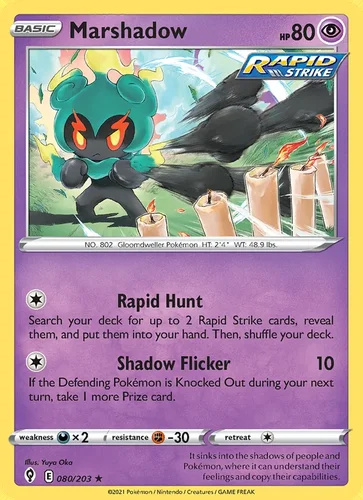 BASIC Marshadow HP 80
RAPID
STRIKE
NO. 802 Gloomdweller Pokémon HT: 2'4" WT: 48.9 lbs.
Rapid Hunt
Search your deck for up to 2 Rapid Strike cards, reveal
them, and put them into your hand. Then, shuffle your deck.
Shadow Flicker 10
If the Defending Pokémon is Knocked Out during your next
turn, take 1 more Prize card.
weakness ×2 resistance -30 retreat
Illus. Yuya Oka
E 080/203 ★
It sinks into the shadows of people and
Pokémon, where it can understand their
feelings and copy their capabilities.
©2021 Pokémon / Nintendo / Creatures / GAME FREAK